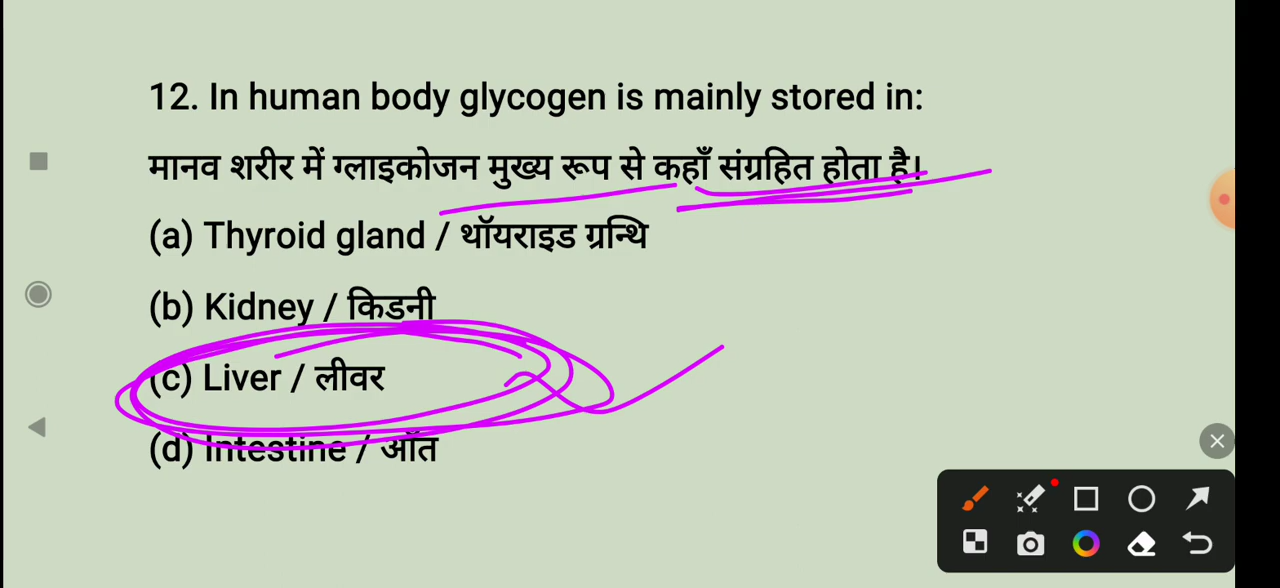 12. In human body glycogen is mainly stored in:
मानव शरीर में ग्लाइकोजन मुख्य रूप से कहाँ संग्रहित होता है।
(a) Thyroid gland / थॉयराइड ग्रन्थि
(b) Kidney / किडनी
(c) Liver / लीवर
(d) Intestine / ऑत